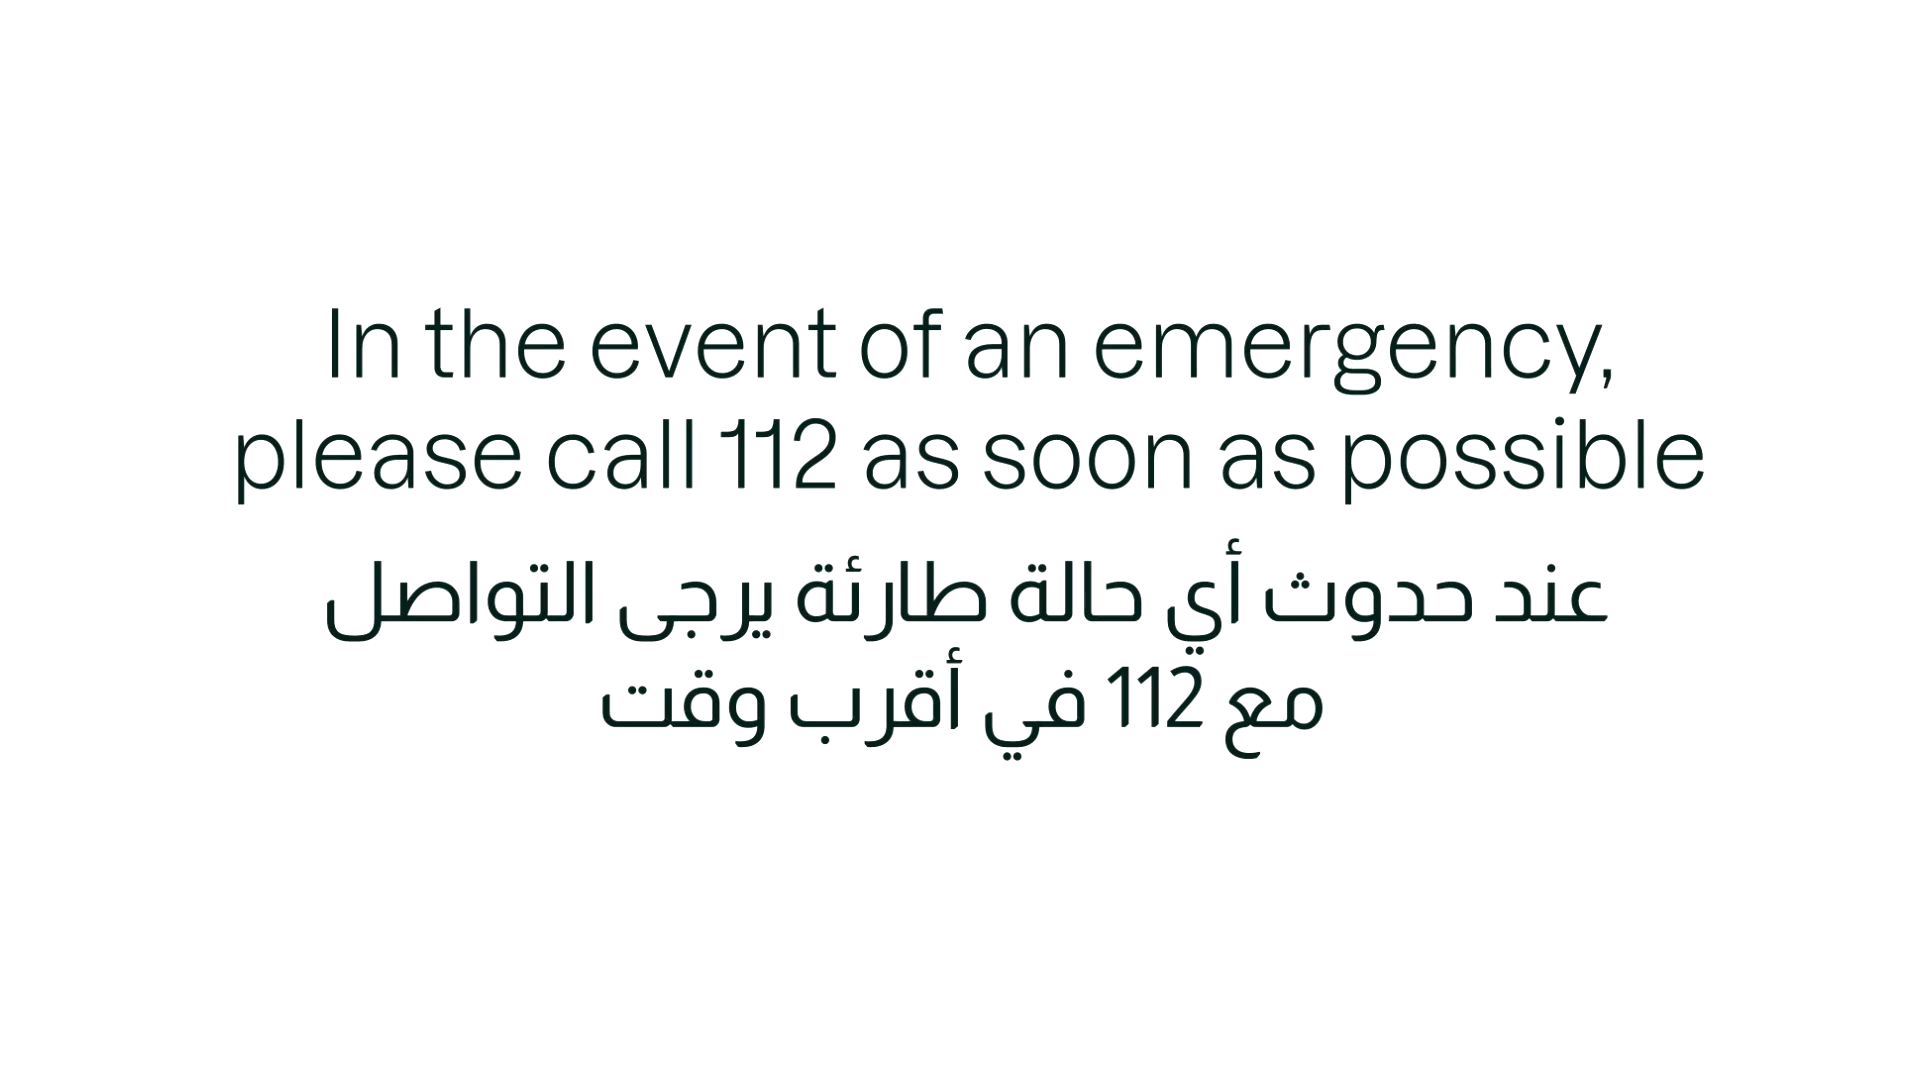 In the event of an emergency,
please call 112 as soon as possible
عند حدوث أي حالة طارئة يرجى التواصل
مع 112 في أقرب وقت